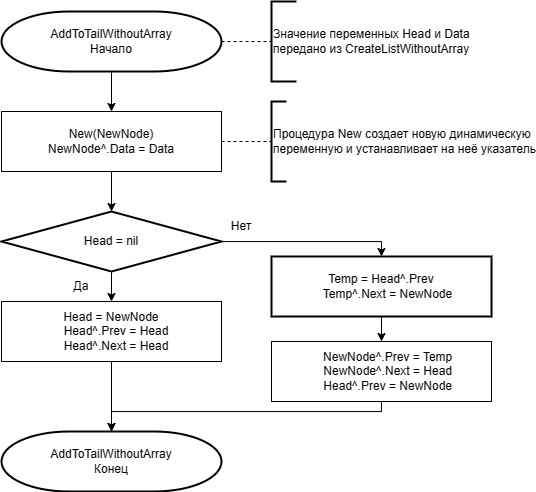 AddToTailWithoutArray
Начало
Значение переменных Head и Data
передано из CreateListWithoutArray
New(NewNode)
NewNode^.Data = Data
Процедура New создает новую динамическую
переменную и устанавливает на неё указатель
Head = nil
Нет
Да
Temp = Head^.Prev
Temp^.Next = NewNode
Head = NewNode
Head^.Prev = Head
Head^.Next = Head
NewNode^.Prev = Temp
NewNode^.Next = Head
Head^.Prev = NewNode
AddToTailWithoutArray
Конец